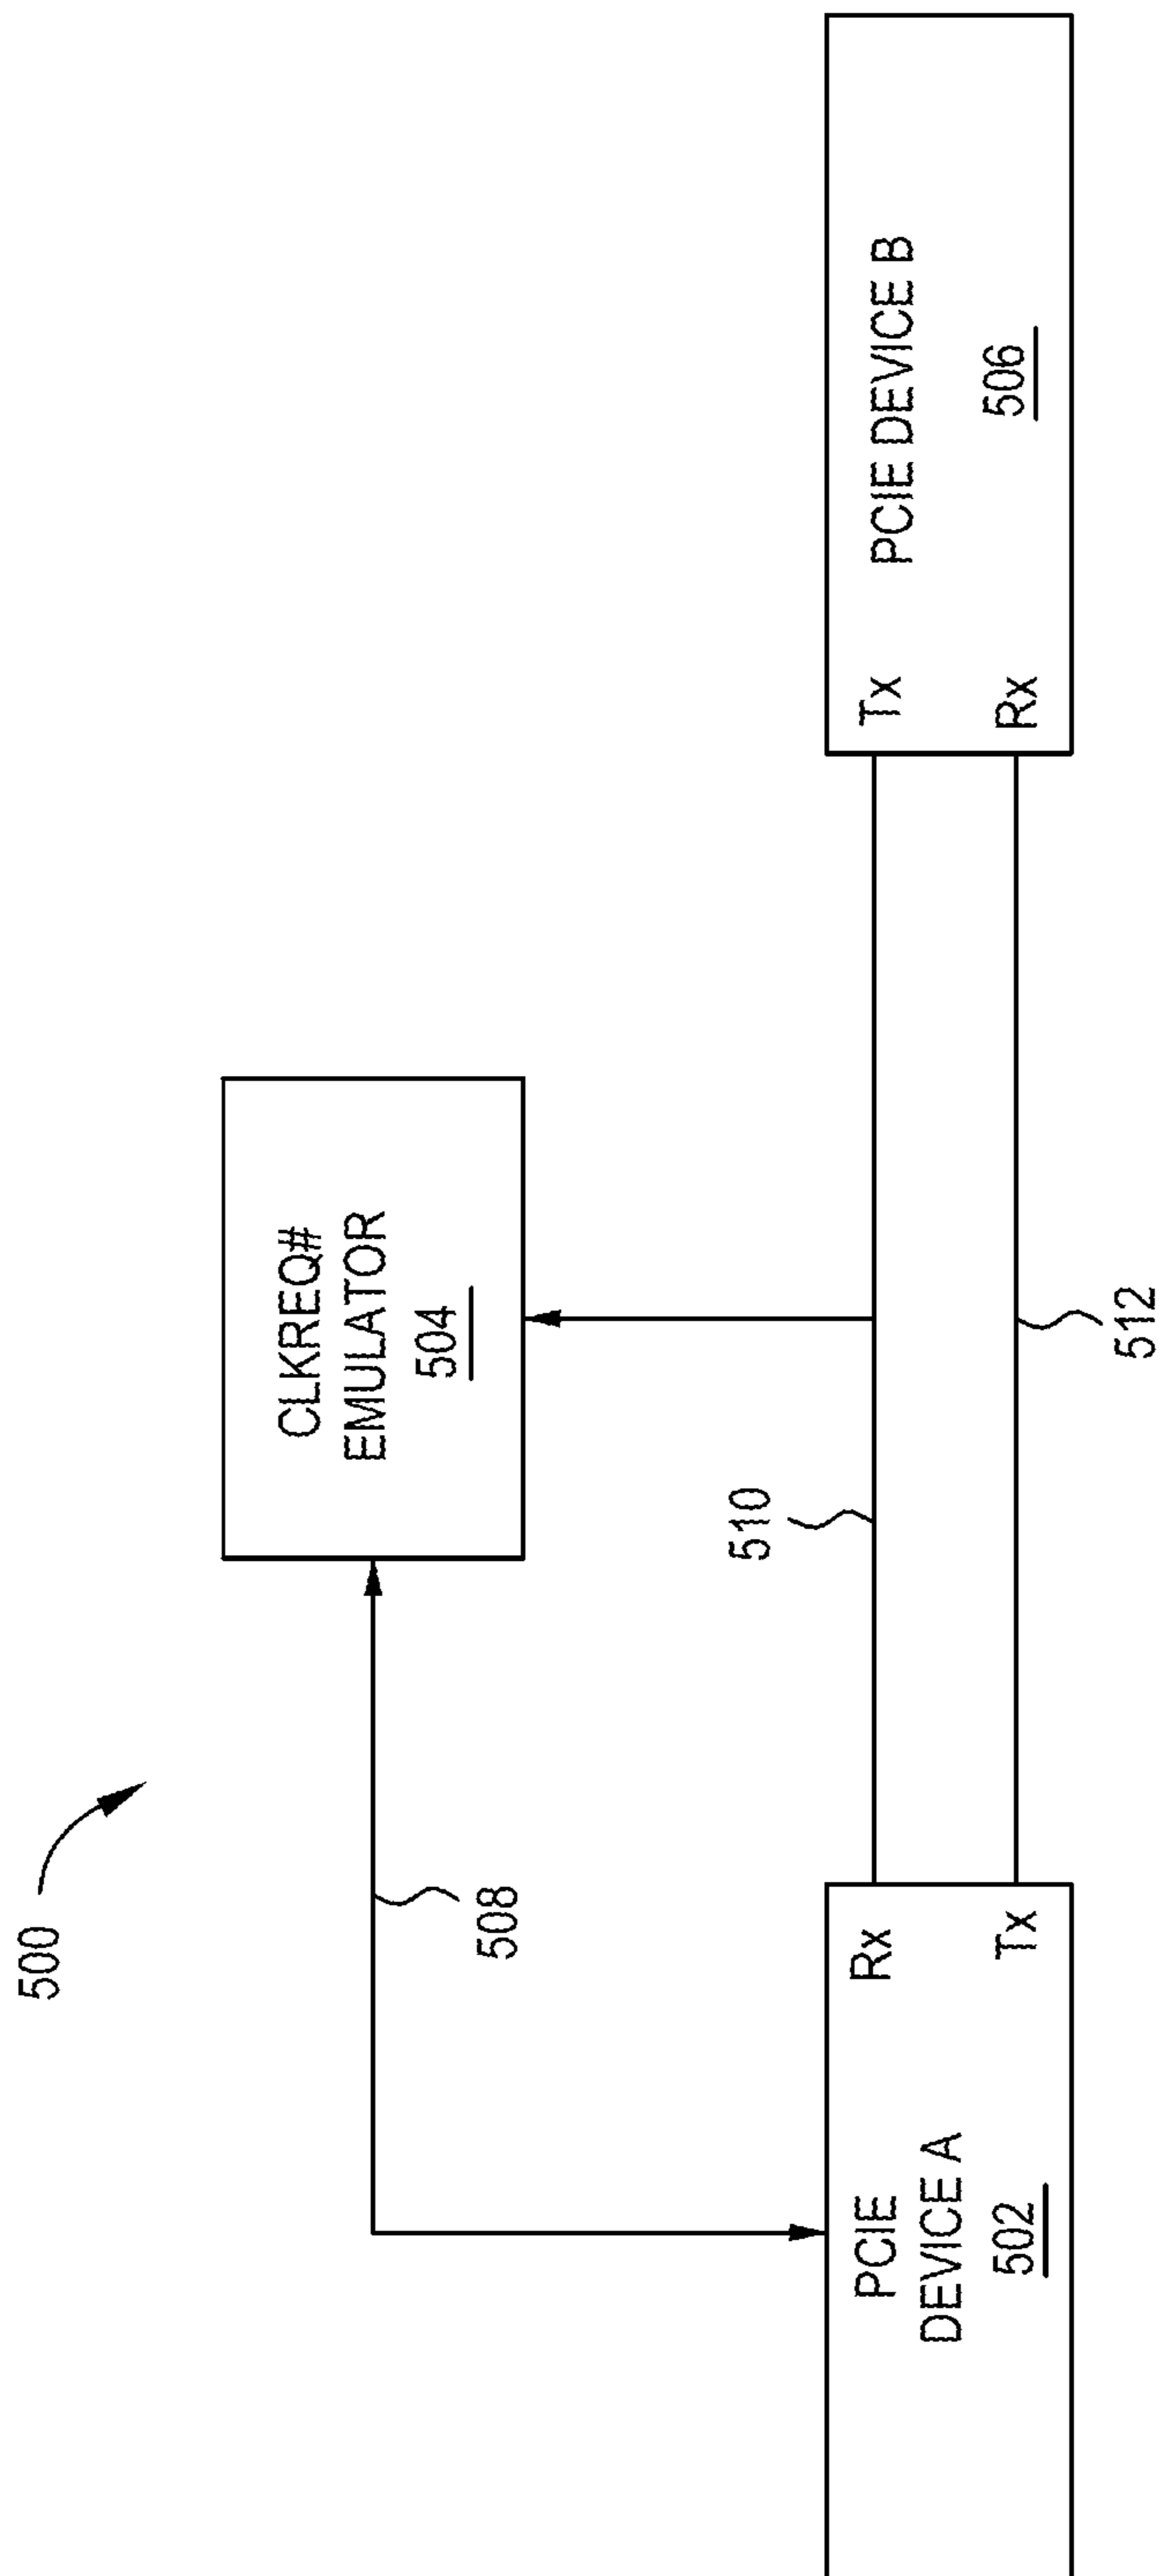 500
CLKREQ#
EMULATOR
504
508
510
PCIE
DEVICE A
502
Rx
Tx
Tx
Rx
PCIE DEVICE B
506
512